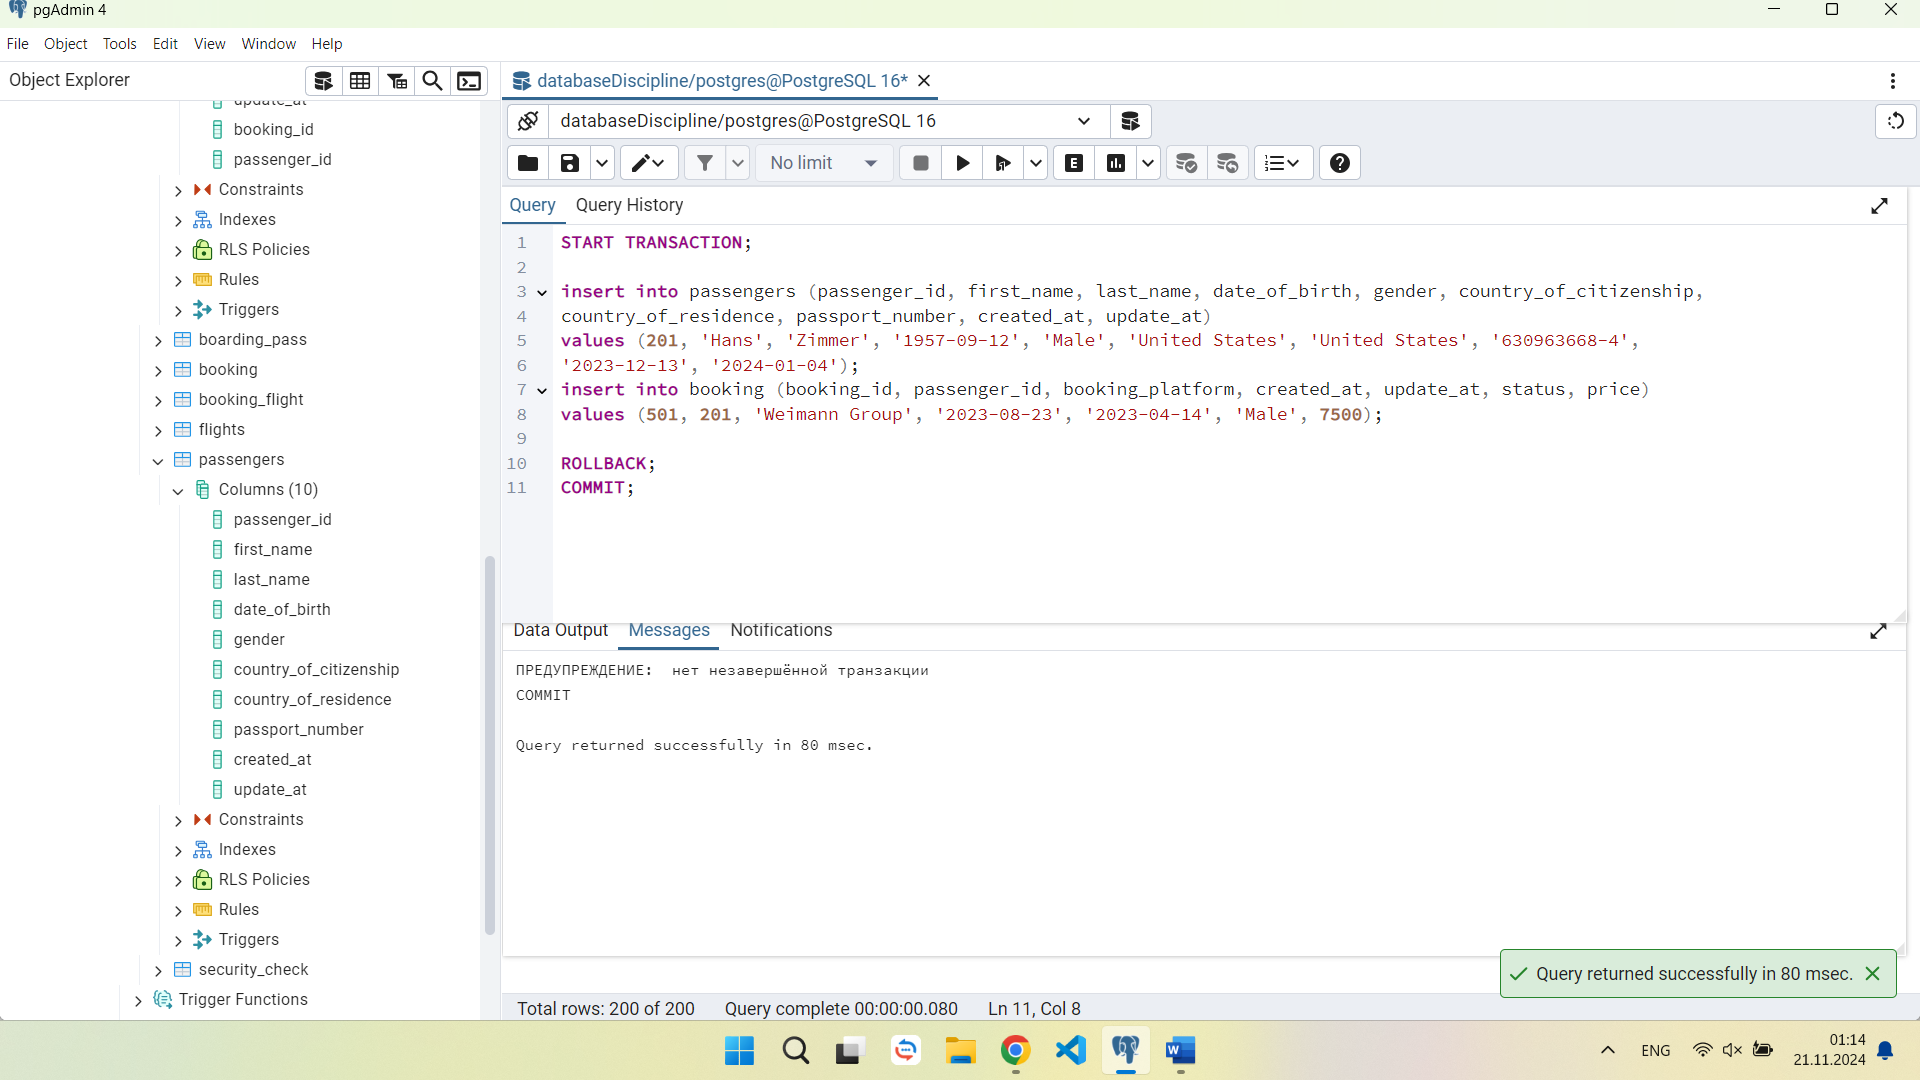 pgAdmin 4
File Object Tools Edit View Window Help
Object Explorer
update_at
booking_id
passenger_id
Constraints
Indexes
RLS Policies
Rules
Triggers
boarding_pass
booking
booking_flight
flights
passengers
Columns (10)
passenger_id
first_name
last_name
date_of_birth
gender
country_of_citizenship
country_of_residence
passport_number
created_at
update_at
Constraints
Indexes
RLS Policies
Rules
Triggers
security_check
Trigger Functions
databaseDiscipline/postgres@PostgreSQL 16*
databaseDiscipline/postgres@PostgreSQL 16
No limit
E
Query Query History
1 START TRANSACTION;
2
3 insert into passengers (passenger_id, first_name, last_name, date_of_birth, gender, country_of_citizenship,
4 country_of_residence, passport_number, created_at, update_at)
5 values (201, 'Hans', 'Zimmer', '1957-09-12', 'Male', 'United States', 'United States', '630963668-4',
6 '2023-12-13', '2024-01-04');
7 insert into booking (booking_id, passenger_id, booking_platform, created_at, update_at, status, price)
8 values (501, 201, 'Weimann Group', '2023-08-23', '2023-04-14', 'Male', 7500);
9
10 ROLLBACK;
11 COMMIT;
Data Output Messages Notifications
ПРЕДУПРЕЖДЕНИЕ: нет незавершённой транзакции
COMMIT
Query returned successfully in 80 msec.
Query returned successfully in 80 msec.
Total rows: 200 of 200 Query complete 00:00:00.080 Ln 11, Col 8
W
ENG
01:14
21.11.2024